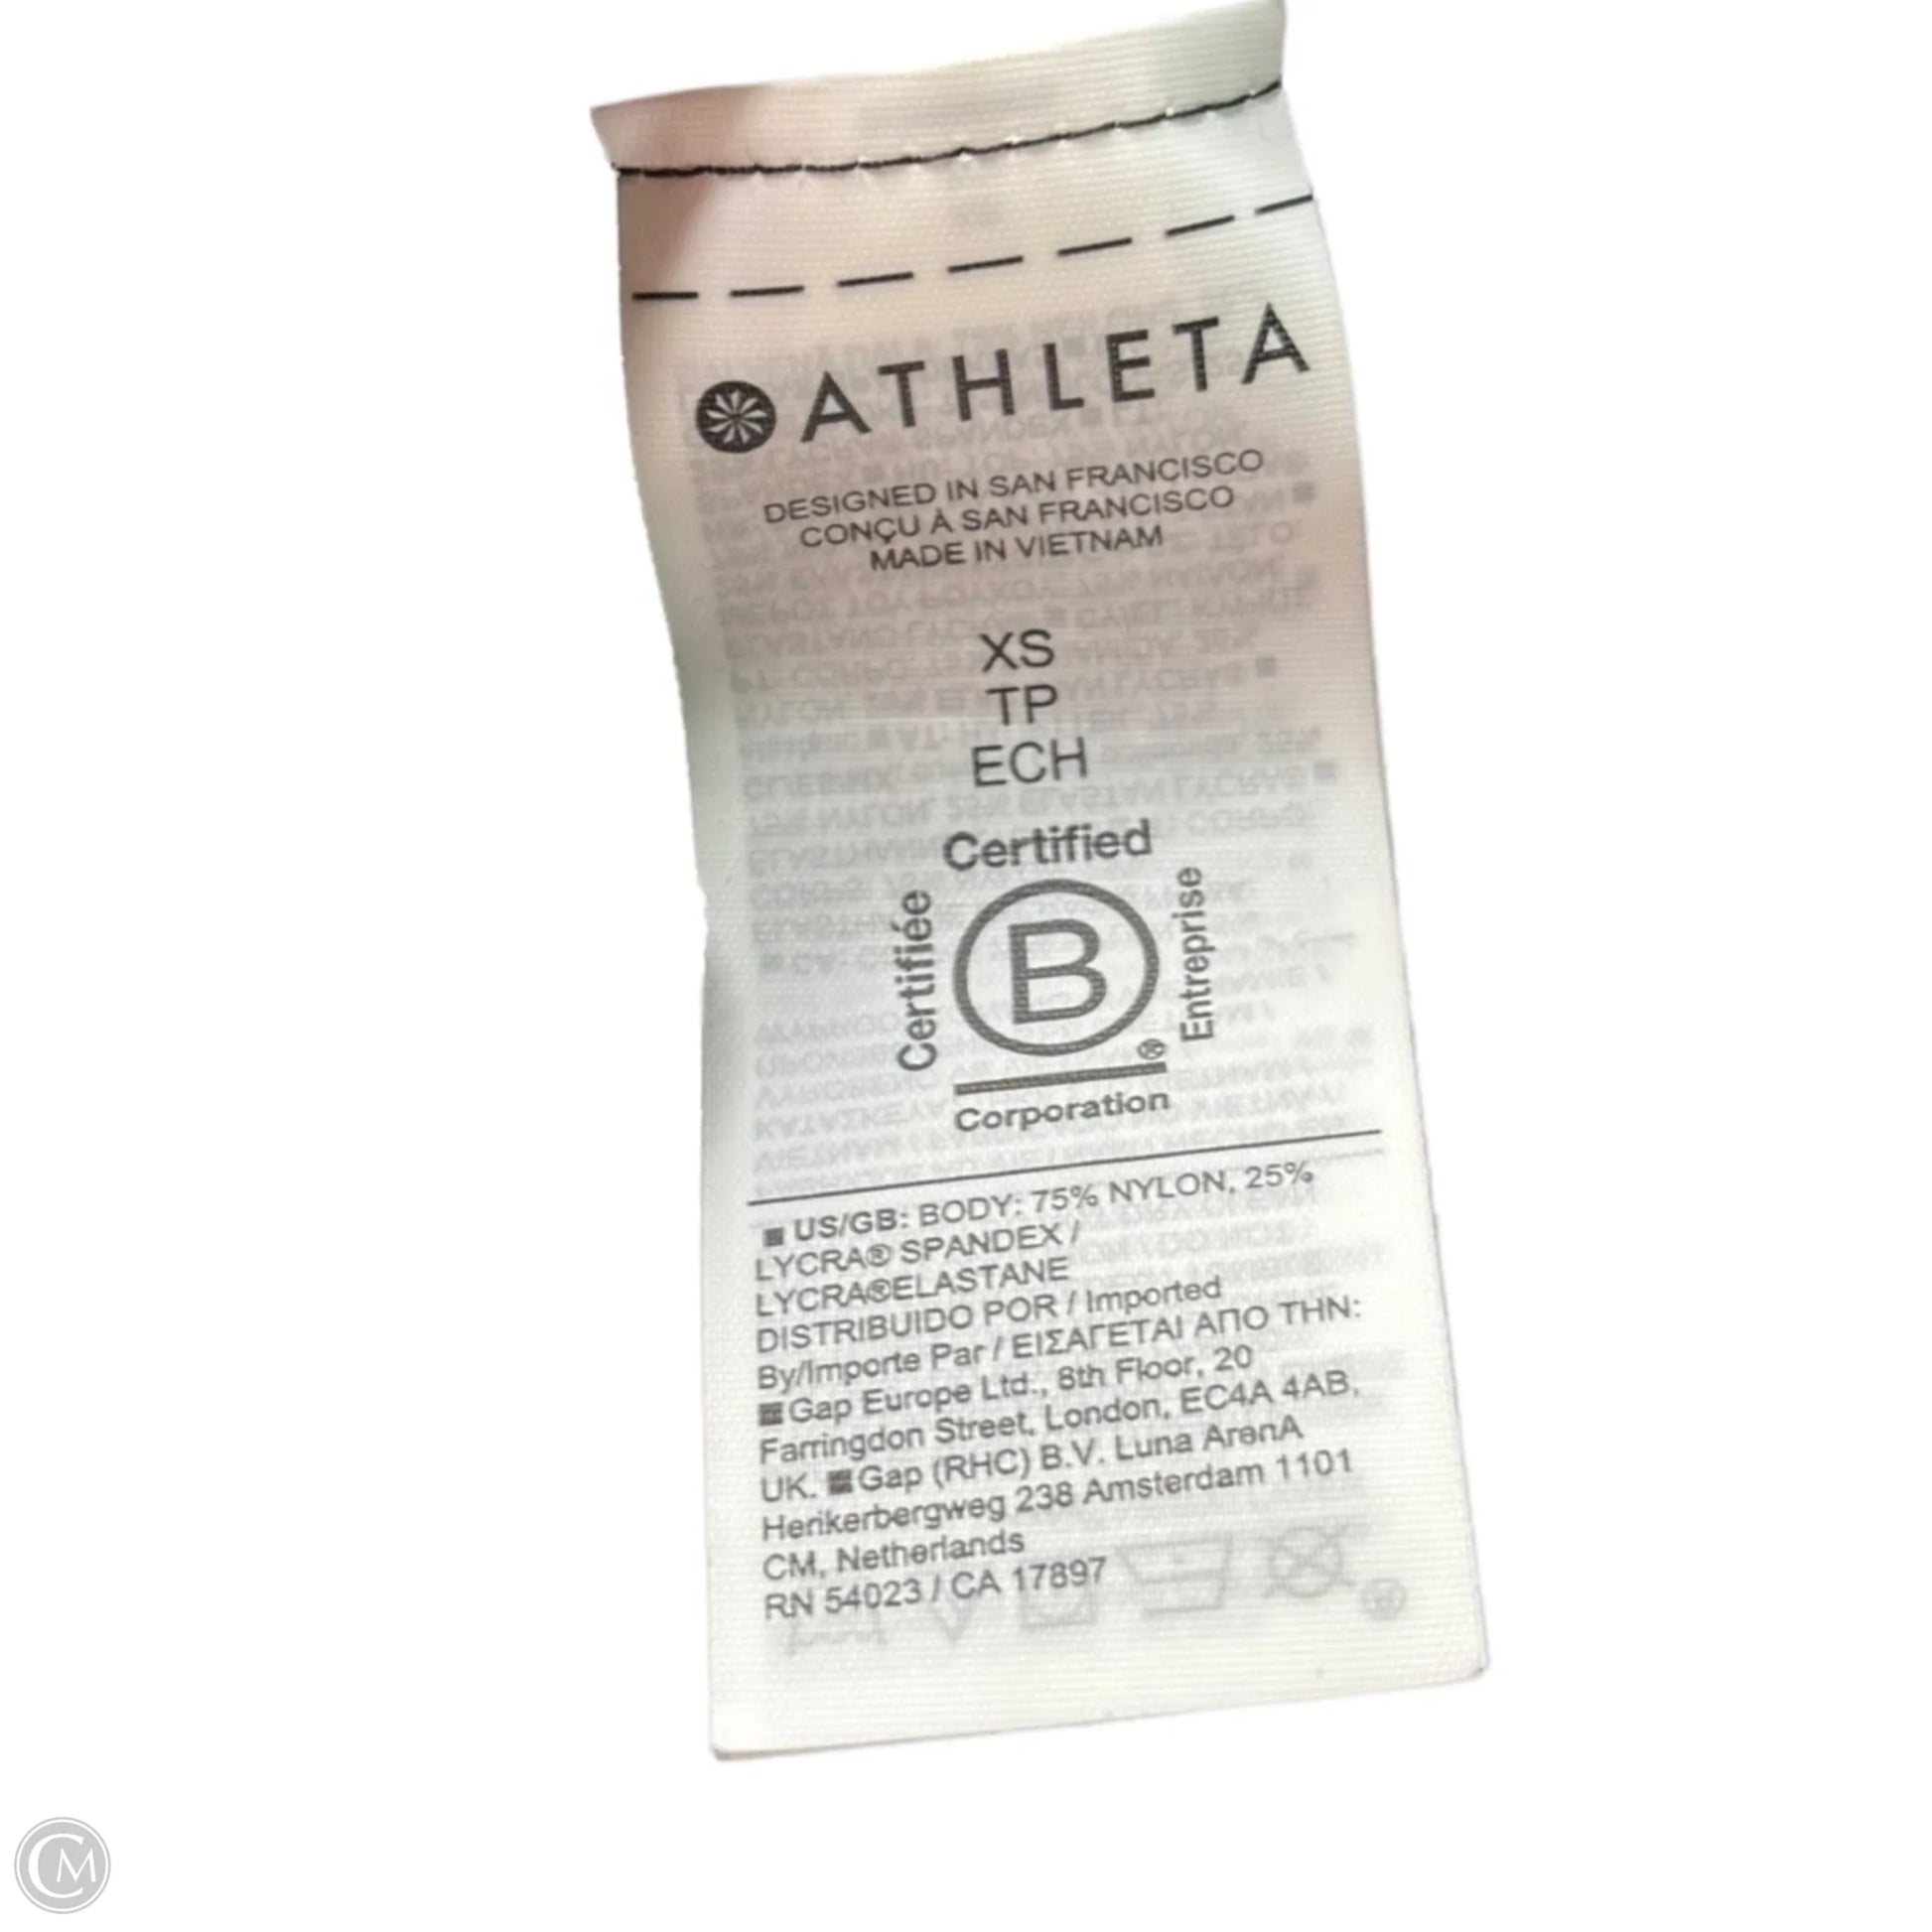 ATHLETA
DESIGNED IN SAN FRANCISCO
CONÇU À SAN FRANCISCO
MADE IN VIETNAM
XS
TP
ECH
Certified
Certifiée
B
®
Entreprise
Corporation
US/GB: BODY: 75% NYLON, 25%
LYCRA® SPANDEX /
LYCRA®ELASTANE
DISTRIBUIDO POR / Imported
By/Importe Par / ΕΙΣΑΓΕΤΑΙ ΑΠΟ ΤΗΝ:
Gap Europe Ltd., 8th Floor, 20
Farringdon Street, London, EC4A 4AB,
UK. Gap (RHC) B.V. Luna ArenA
Herikerbergweg 238 Amsterdam 1101
CM, Netherlands
RN 54023 / CA 17897
CM